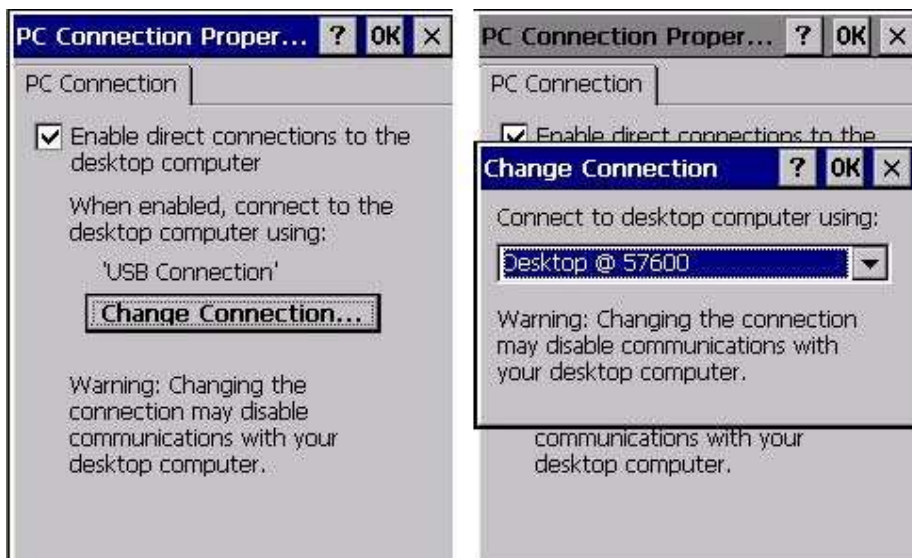 PC Connection Proper... ? OK ×
PC Connection
Enable direct connections to the
desktop computer
When enabled, connect to the
desktop computer using:
'USB Connection'
Change Connection...
Warning: Changing the
connection may disable
communications with your
desktop computer.
PC Connection Proper... ? OK ×
PC Connection
Enable direct connections to the
Change Connection ? OK ×
Connect to desktop computer using:
Desktop @ 57600
Warning: Changing the connection
may disable communications with
your desktop computer.
communications with your
desktop computer.